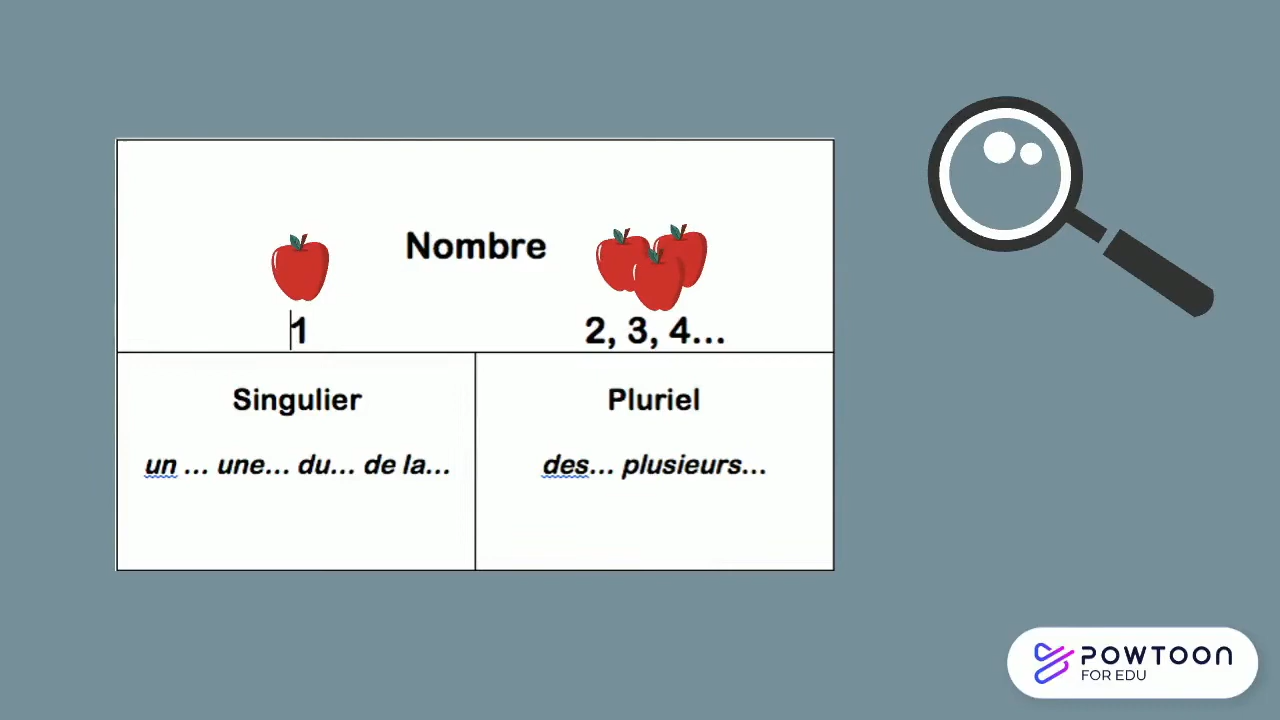 Nombre
1
2, 3, 4...
Singulier
un ... une... du... de la...
Pluriel
des... plusieurs...
POWTOON
FOR EDU